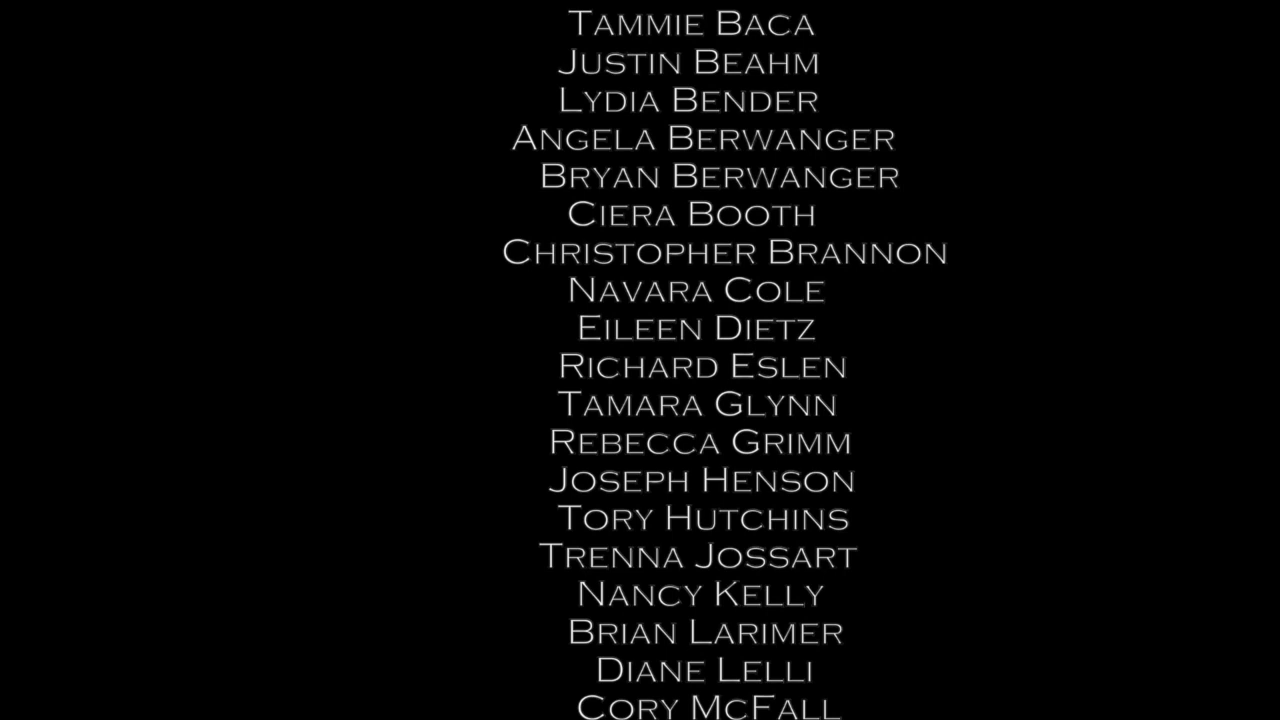 Tammie Baca
Justin Beahm
Lydia Bender
Angela Berwanger
Bryan Berwanger
Ciera Booth
Christopher Brannon
Navara Cole
Eileen Dietz
Richard Eslen
Tamara Glynn
Rebecca Grimm
Joseph Henson
Tory Hutchins
Trenna Jossart
Nancy Kelly
Brian Larimer
Diane Lelli
Cory McFall